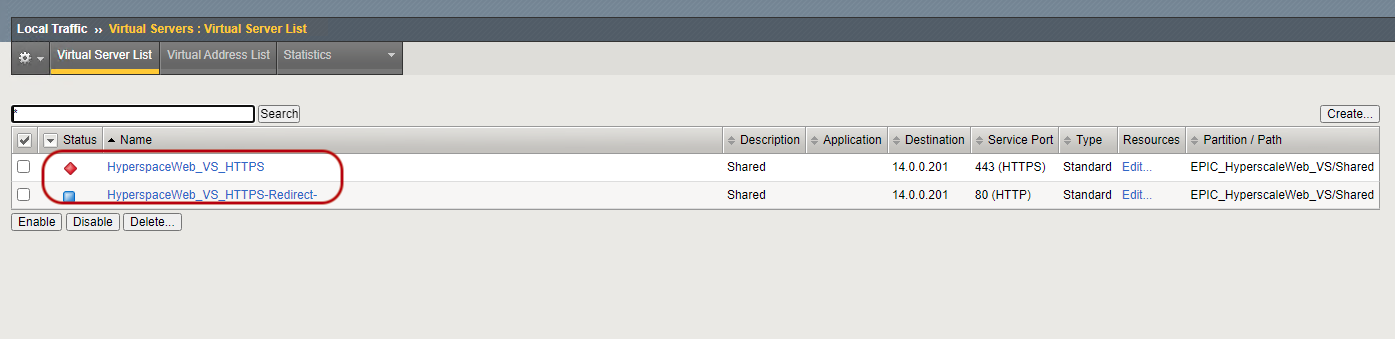 Local Traffic ›› Virtual Servers : Virtual Server List
Virtual Server List Virtual Address List Statistics
* Search Create...
Status Name Description Application Destination Service Port Type Resources Partition / Path
HyperspaceWeb_VS_HTTPS Shared 14.0.0.201 443 (HTTPS) Standard Edit... EPIC_HyperscaleWeb_VS/Shared
HyperspaceWeb_VS_HTTPS-Redirect- Shared 14.0.0.201 80 (HTTP) Standard Edit... EPIC_HyperscaleWeb_VS/Shared
Enable Disable Delete...